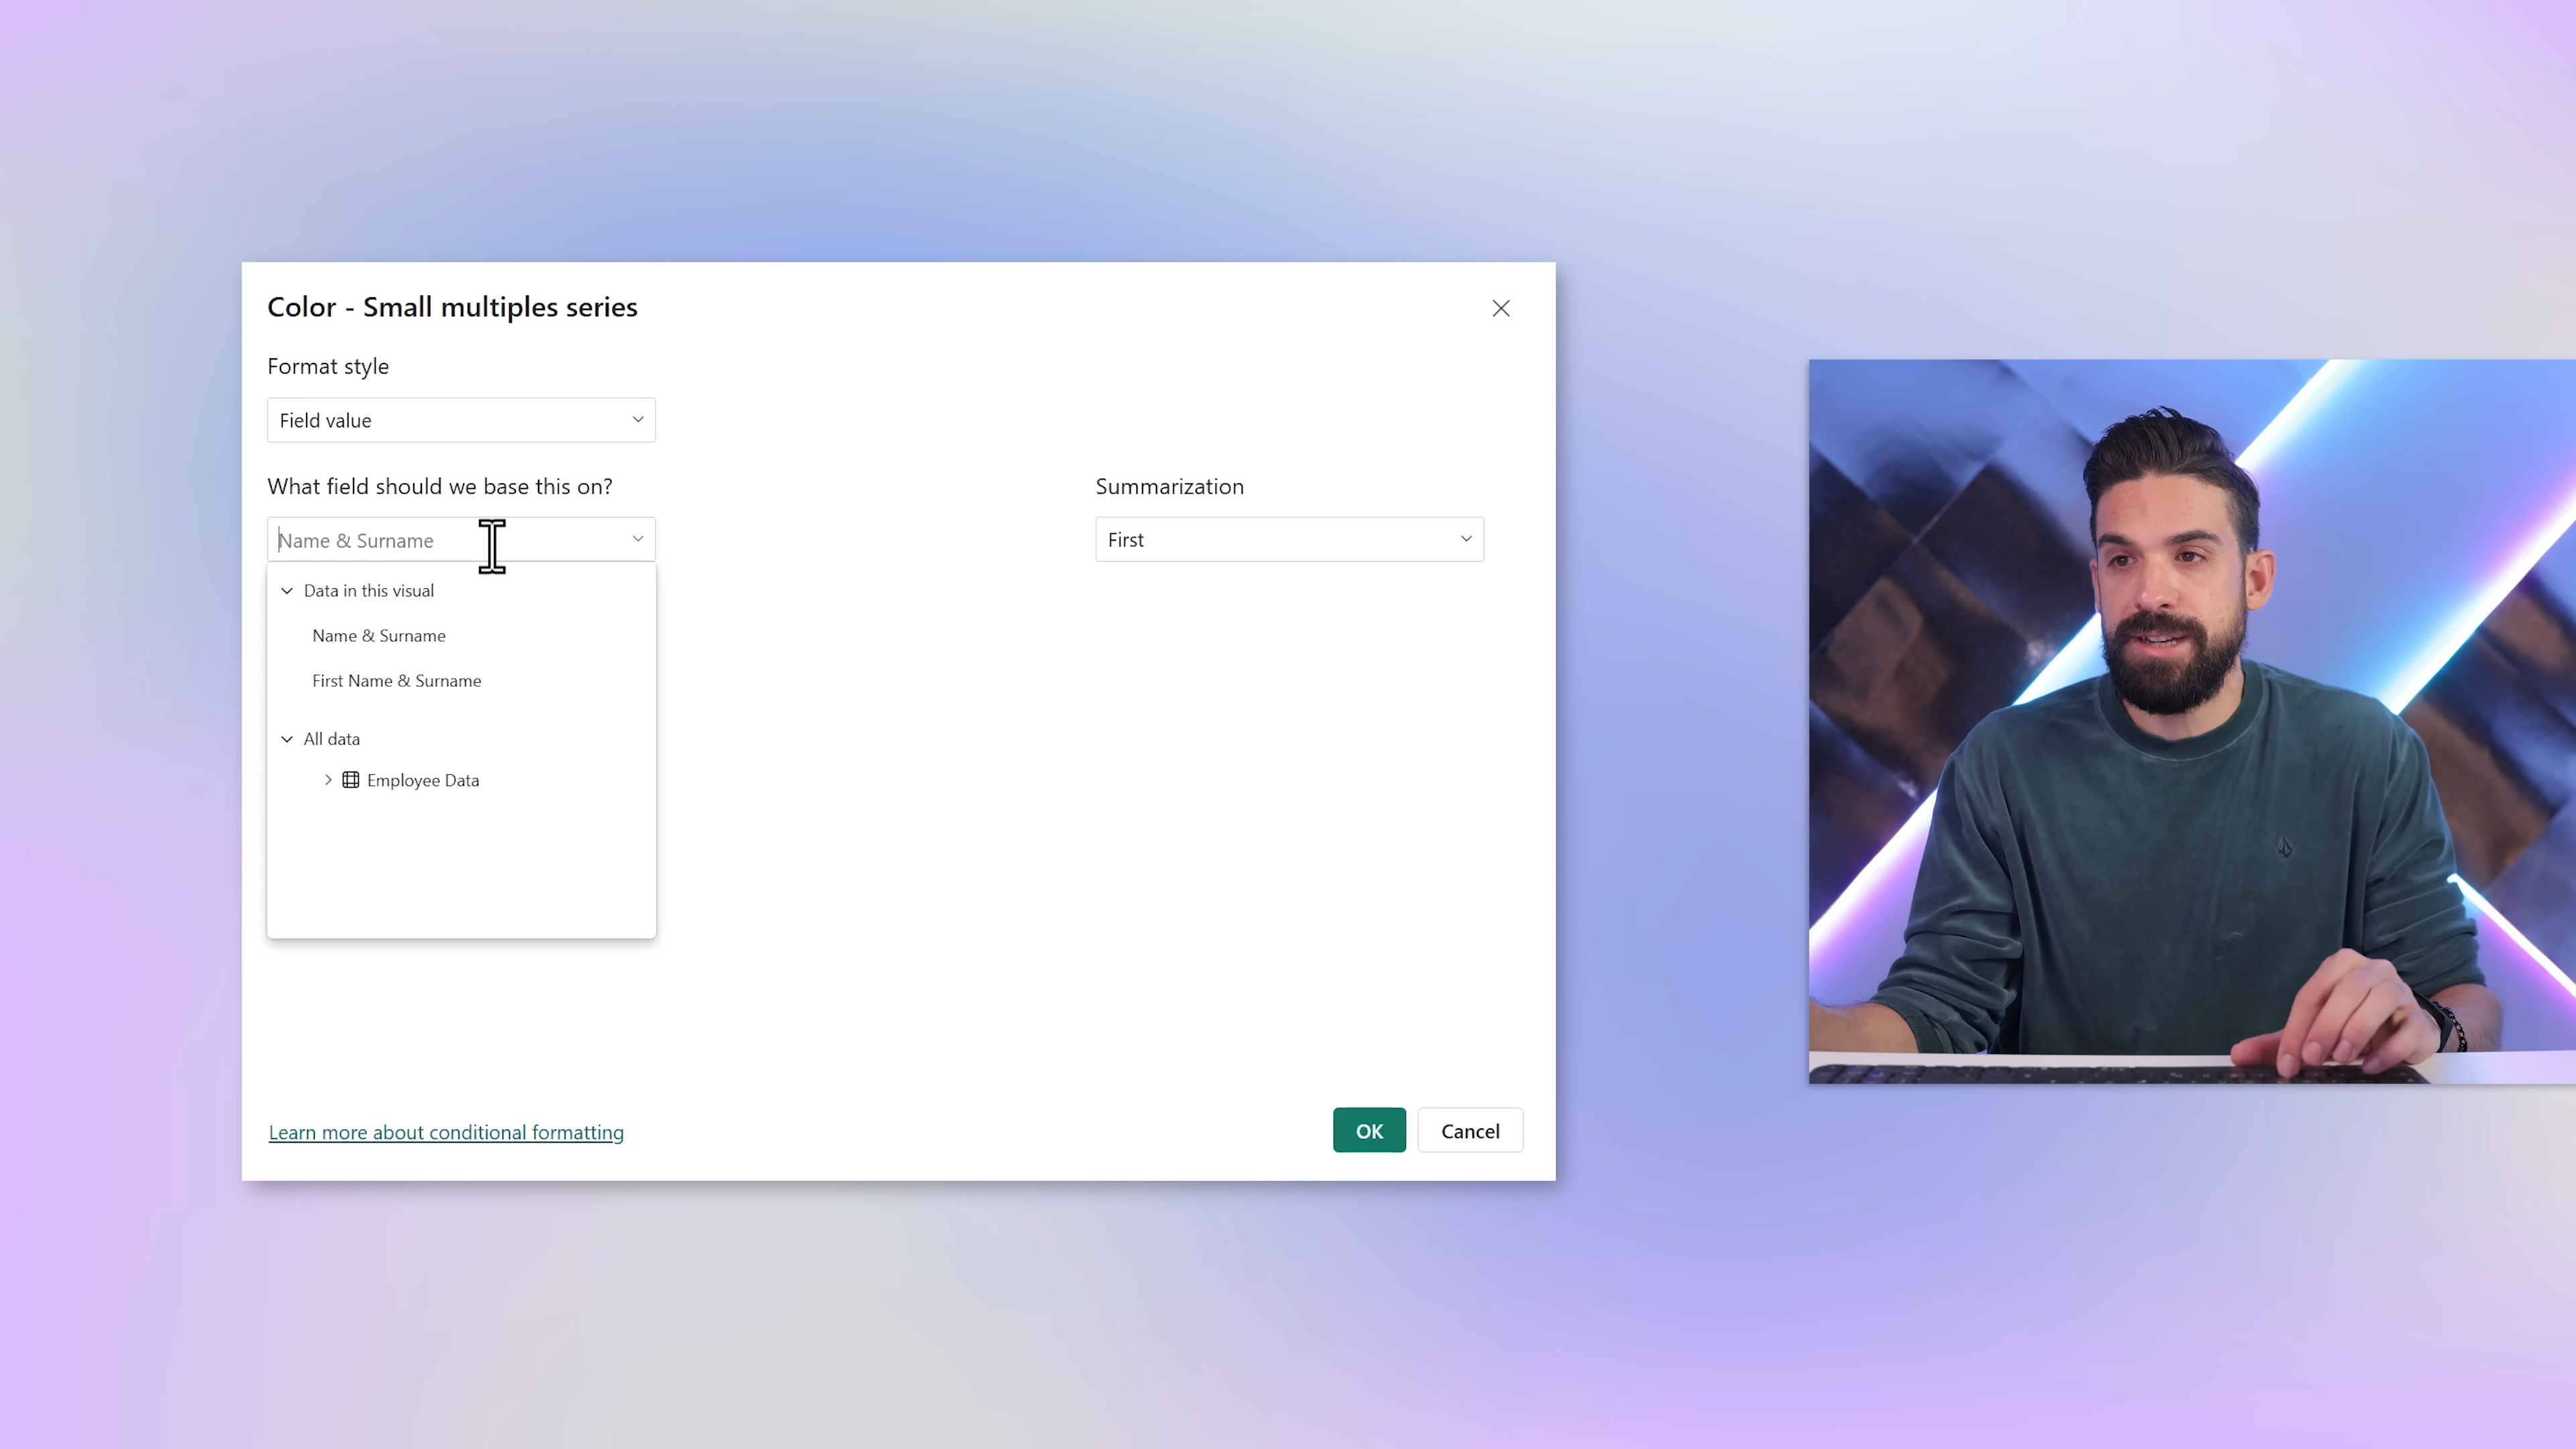 Color - Small multiples series
Format style
Field value
What field should we base this on?
Summarization
Name & Surname
First
Data in this visual
Name & Surname
First Name & Surname
All data
Employee Data
Learn more about conditional formatting
OK
Cancel